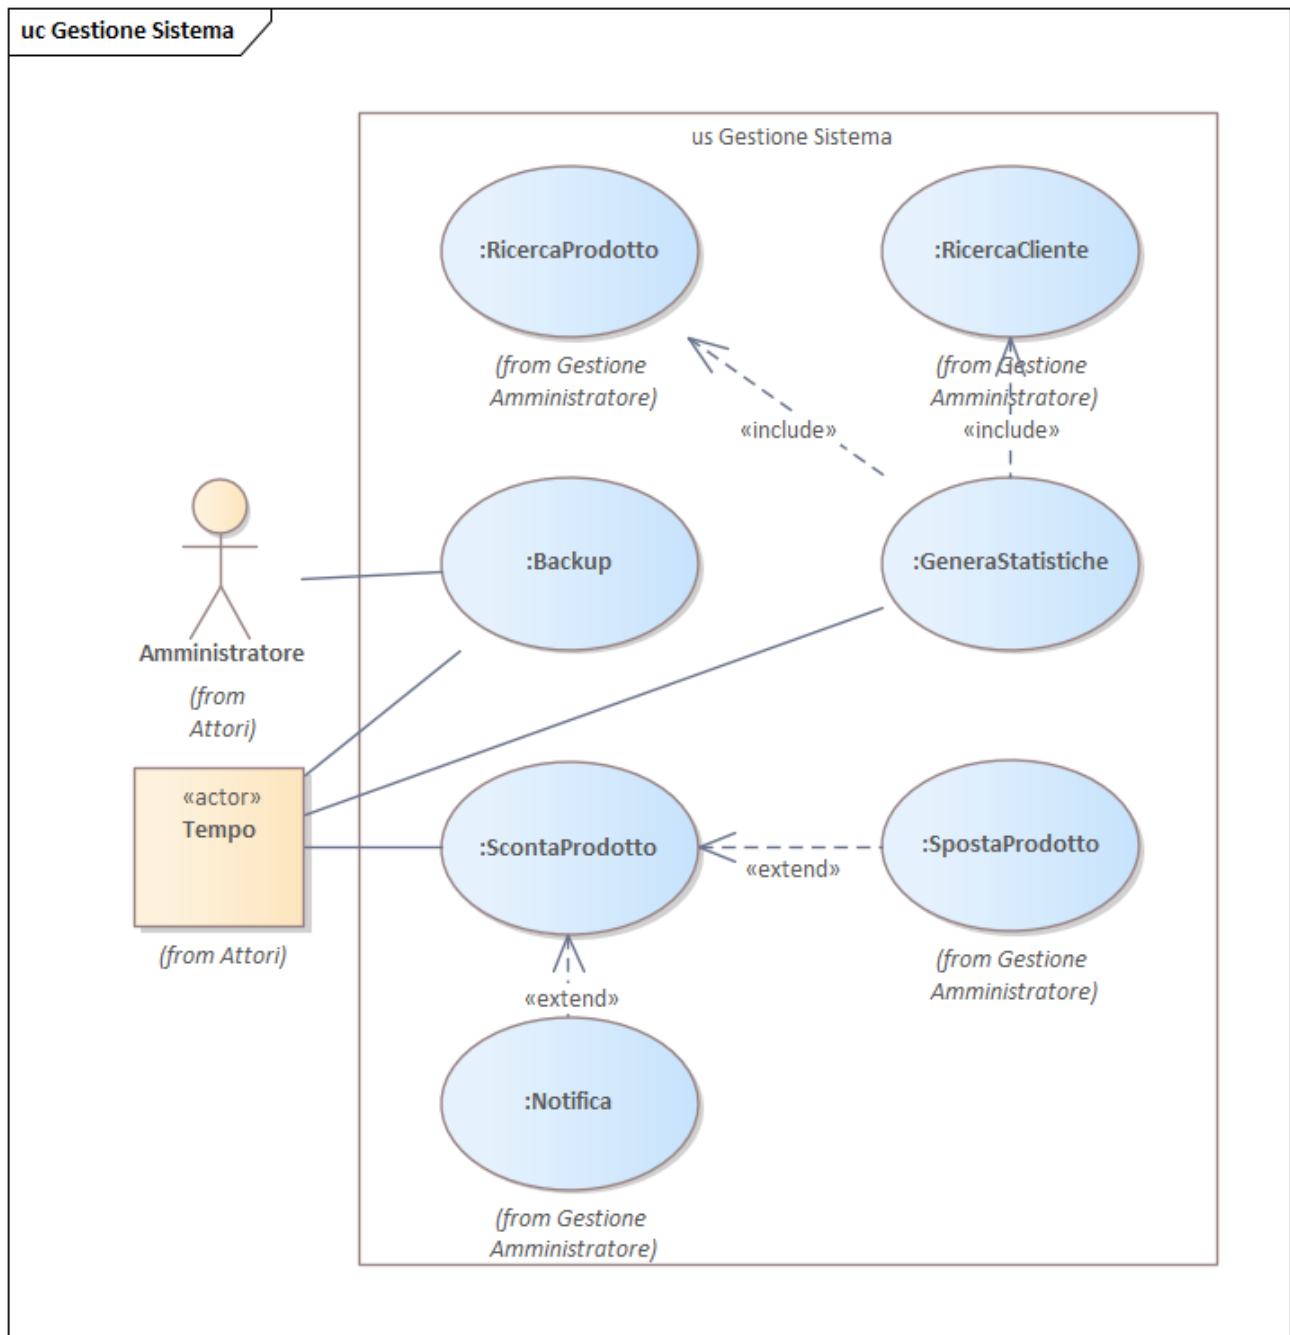 uc Gestione Sistema
us Gestione Sistema
:RicercaProdotto
(from Gestione
Amministratore)
:RicercaCliente
(from Gestione
Amministratore)
«include»
«include»
Amministratore
(from
Attori)
:Backup
:GeneraStatistiche
«actor»
Tempo
(from Attori)
:ScontaProdotto
«extend»
:SpostaProdotto
(from Gestione
Amministratore)
«extend»
:Notifica
(from Gestione
Amministratore)